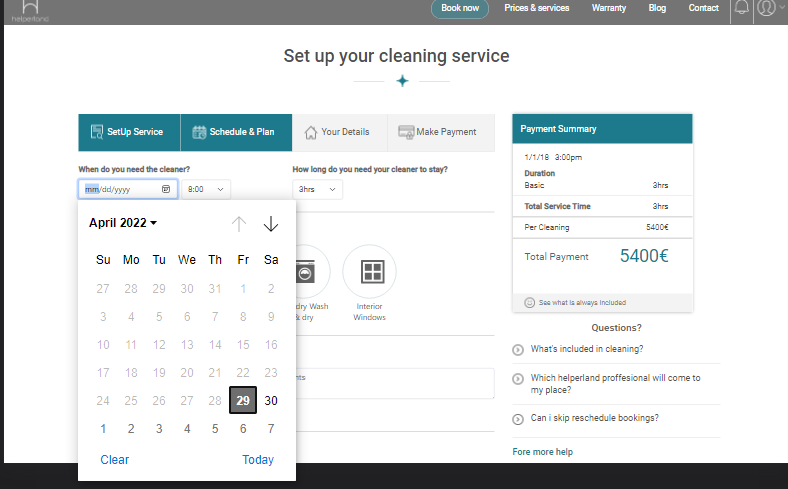 helperland
Book now
Prices & services
Warranty
Blog
Contact
Set up your cleaning service
SetUp Service
Schedule & Plan
Your Details
Make Payment
When do you need the cleaner?
How long do you need your cleaner to stay?
mm/dd/yyyy
8:00
3hrs
April 2022
Su Mo Tu We Th Fr Sa
27 28 29 30 31 1 2
3 4 5 6 7 8 9
10 11 12 13 14 15 16
17 18 19 20 21 22 23
24 25 26 27 28 29 30
1 2 3 4 5 6 7
Clear
Today
dry Wash
& dry
Interior
Windows
nts
Payment Summary
1/1/18 3:00pm
Duration
Basic 3hrs
Total Service Time 3hrs
Per Cleaning 5400€
Total Payment 5400€
See what is always included
Questions?
What's included in cleaning?
Which helperland proffesional will come to
my place?
Can i skip reschedule bookings?
Fore more help